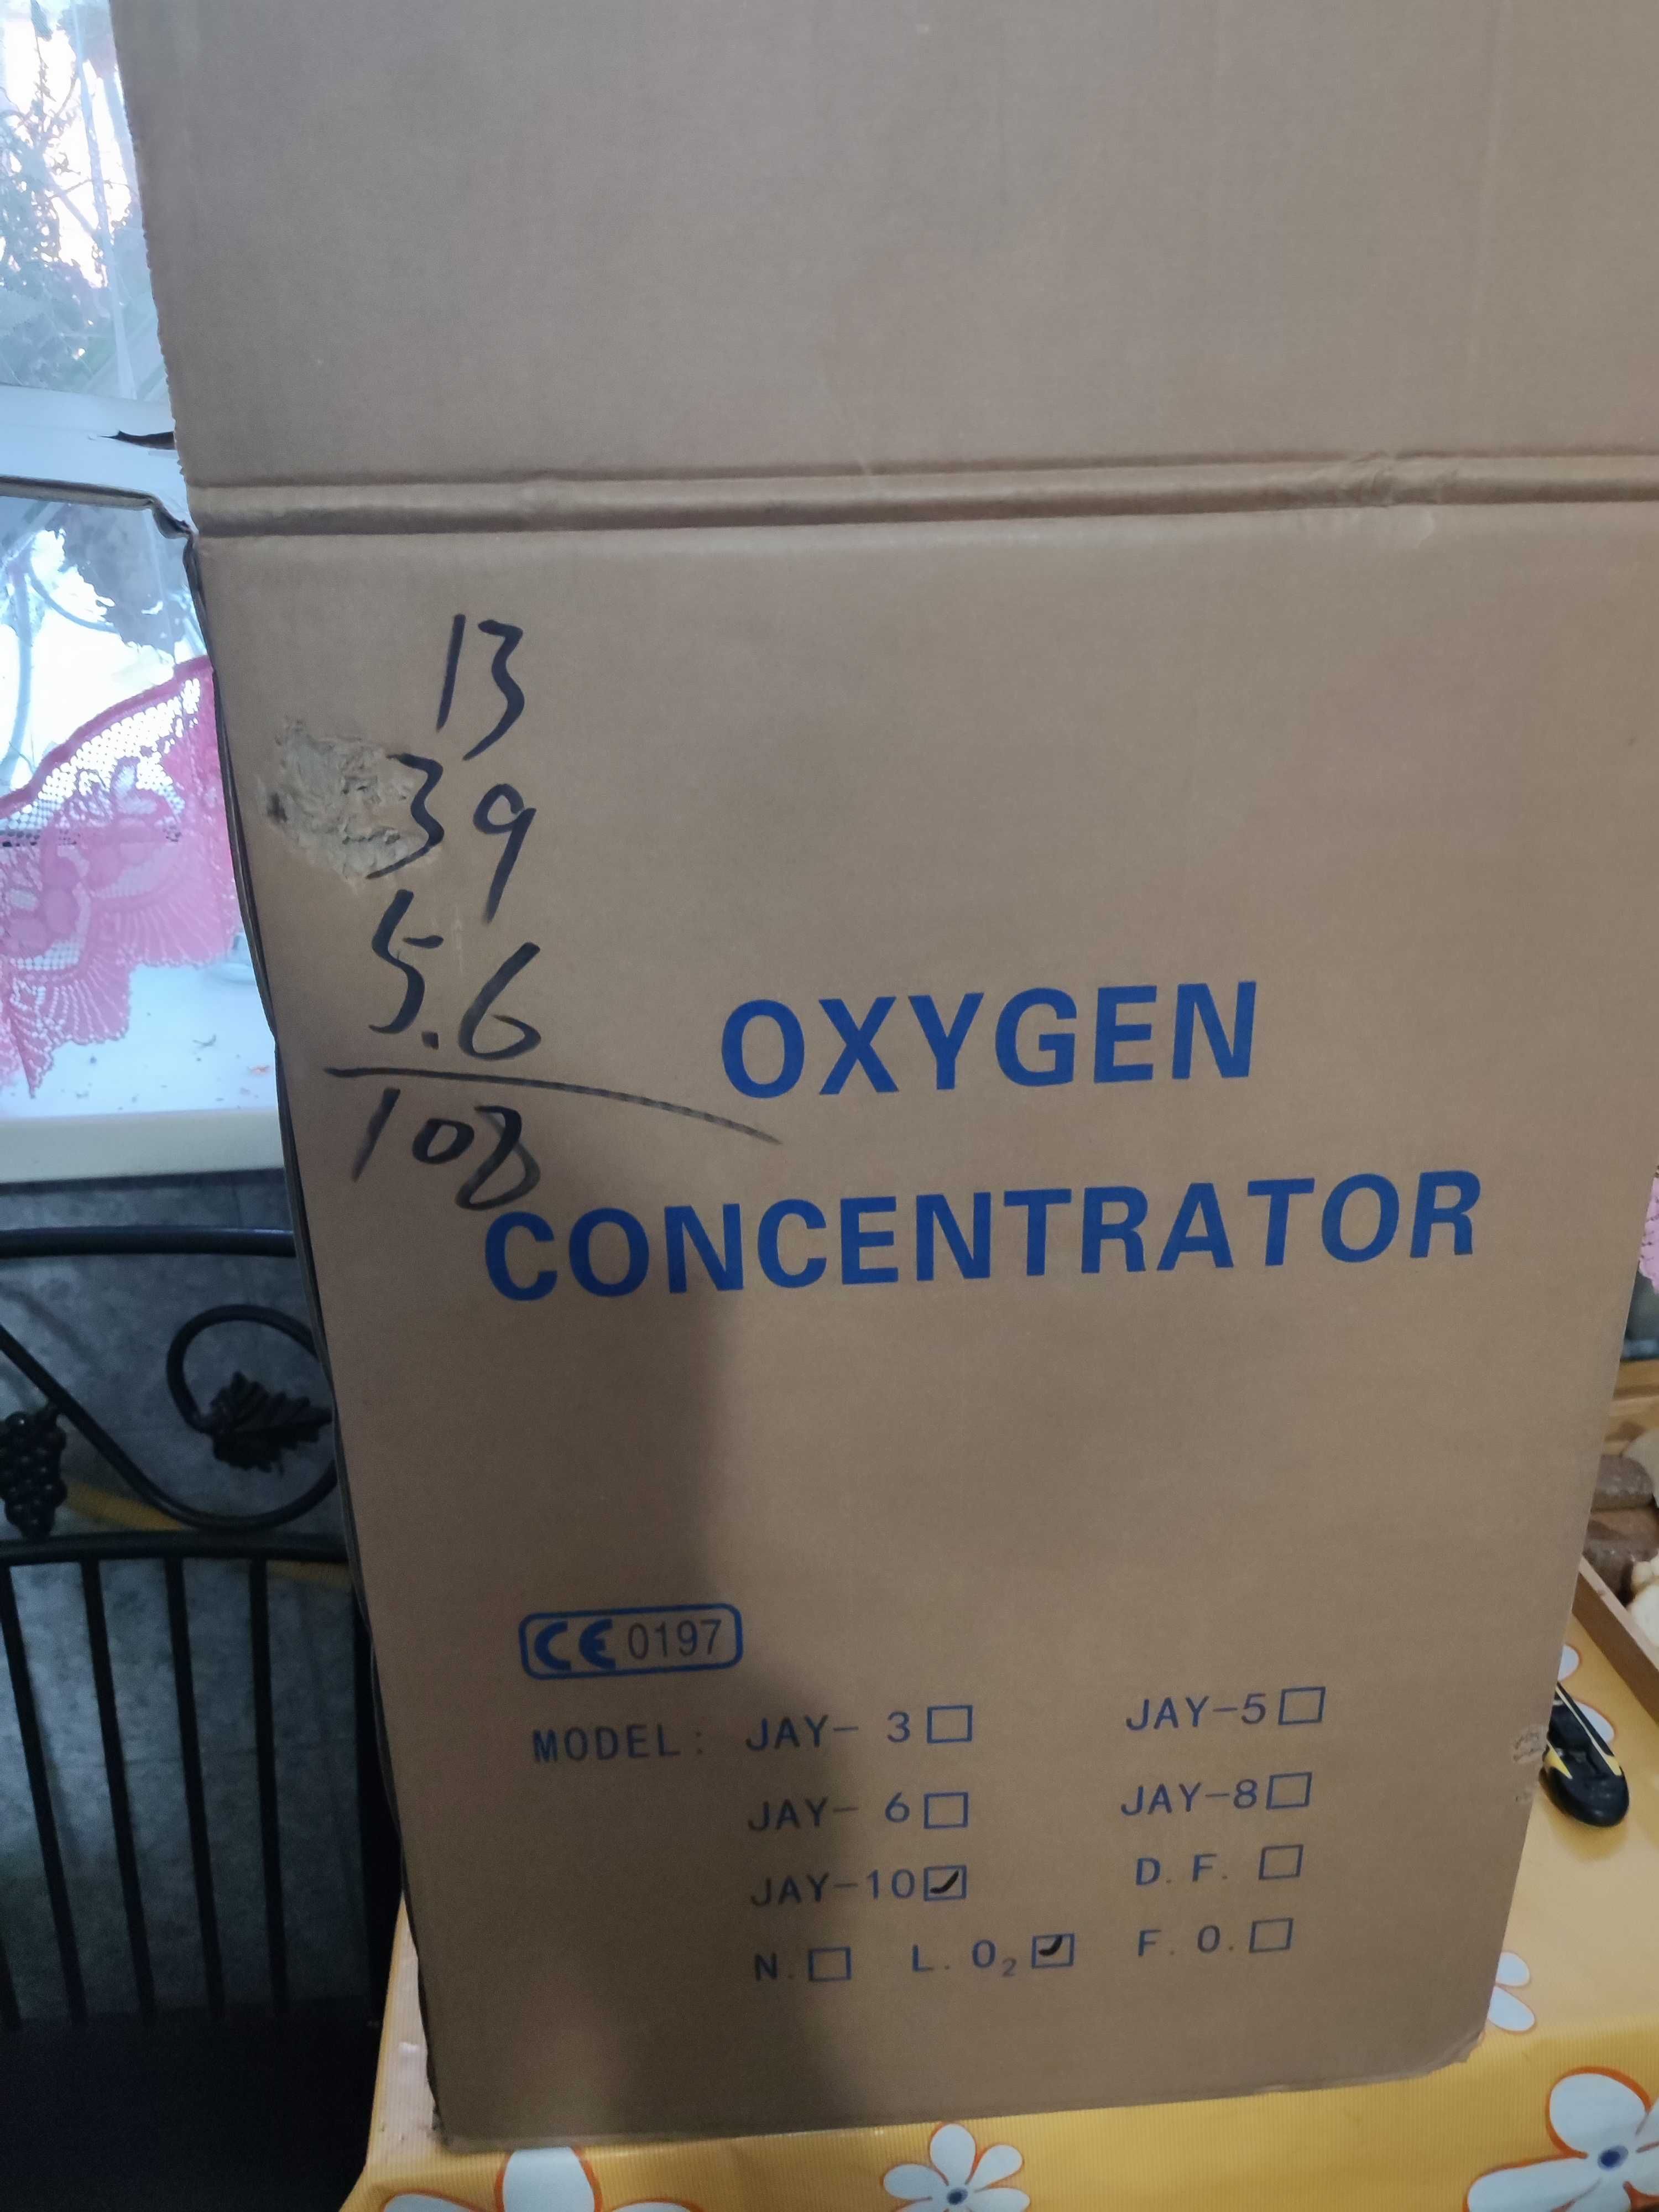 13
39
5.6
108
OXYGEN
CONCENTRATOR
CE 0197
MODEL: JAY- 3 □ JAY-5 □
JAY- 6 □ JAY-8 □
JAY-10 ☑ D. F. □
N. □ L. O₂ ☑ F. O. □